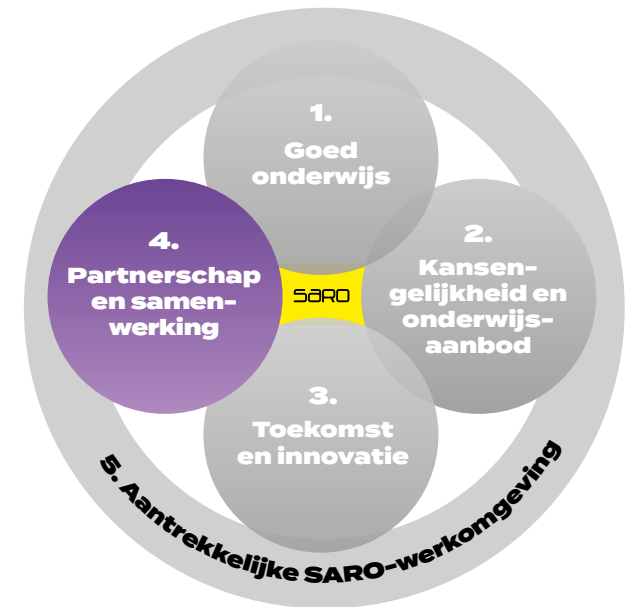 1.
Goed
onderwijs
4.
Partnerschap
en samen-
werking
SARO
2.
Kansen-
gelijkheid en
onderwijs-
aanbod
3.
Toekomst
en innovatie
5. Aantrekkelijke SARO-werkomgeving